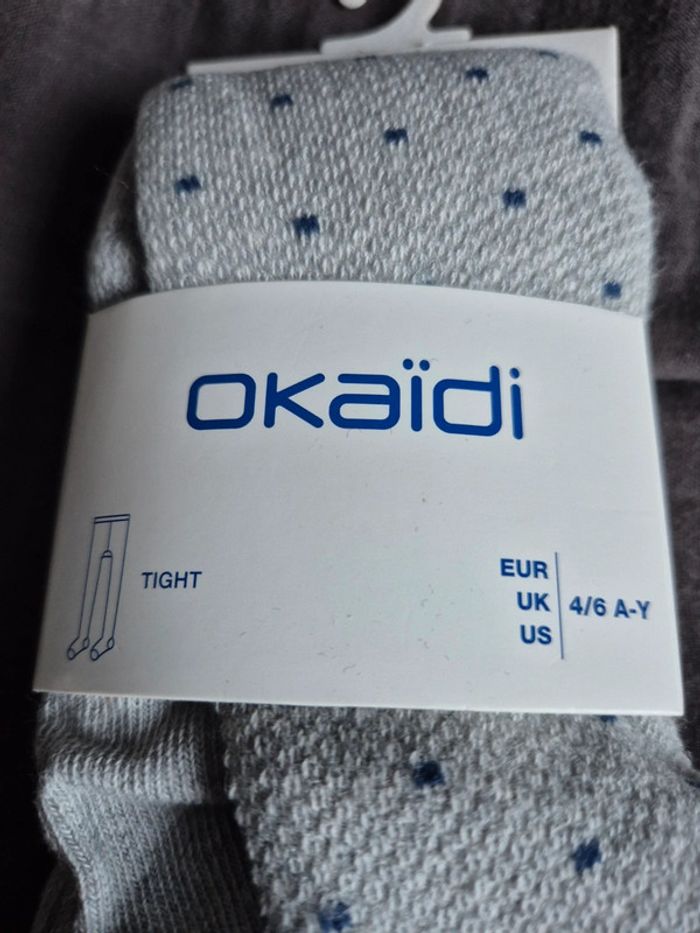 OKaïdi
TIGHT
EUR
UK
US
4/6 A-Y